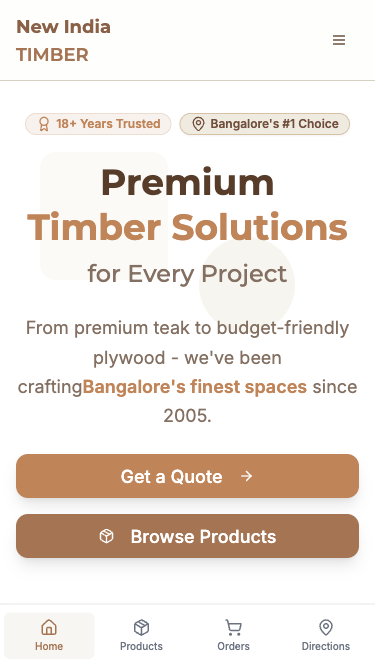 New India
TIMBER
18+ Years Trusted
Bangalore's #1 Choice
Premium
Timber Solutions
for Every Project
From premium teak to budget-friendly
plywood - we've been
craftingBangalore's finest spaces since
2005.
Get a Quote
Browse Products
Home
Products
Orders
Directions